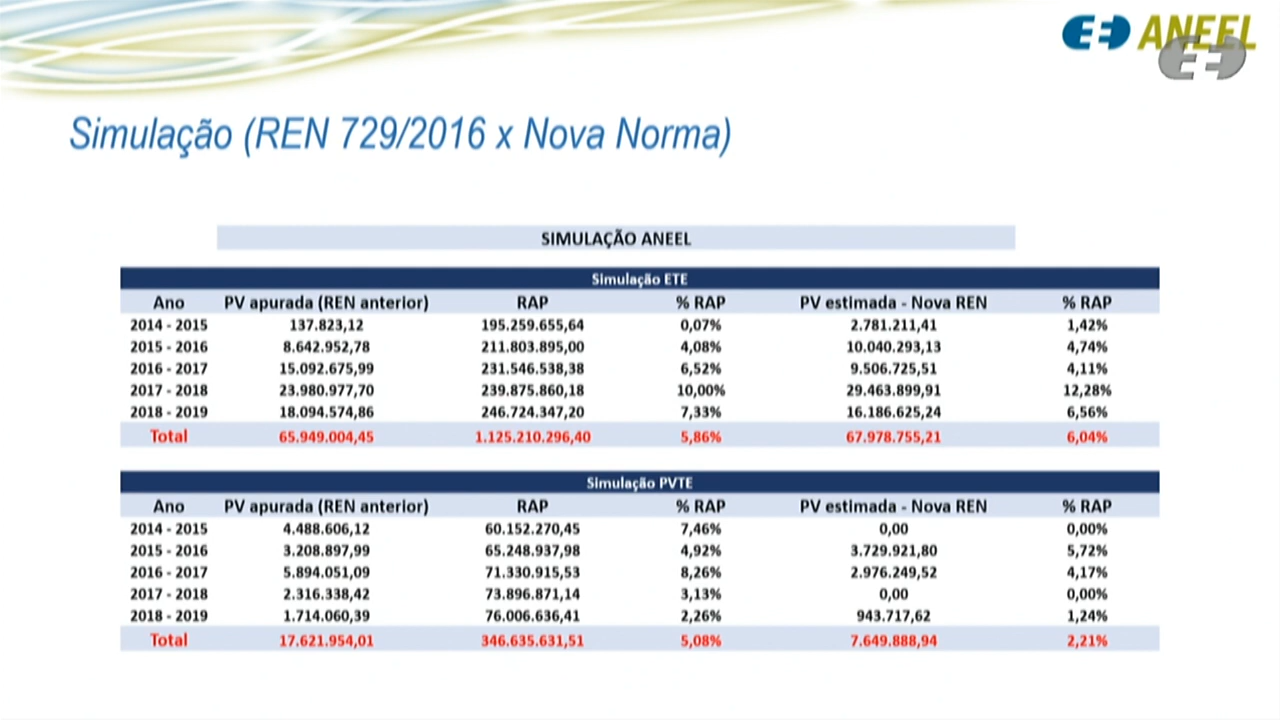 ANEEL
Simulação (REN 729/2016 x Nova Norma)
SIMULAÇÃO ANEEL
Simulação ETE
Ano PV apurada (REN anterior) RAP % RAP PV estimada - Nova REN % RAP
2014 - 2015 137.823,12 195.259.655,64 0,07% 2.781.211,41 1,42%
2015 - 2016 8.642.952,78 211.803.895,00 4,08% 10.040.293,13 4,74%
2016 - 2017 15.092.675,99 231.546.538,38 6,52% 9.506.725,51 4,11%
2017 - 2018 23.980.977,70 239.875.860,18 10,00% 29.463.899,91 12,28%
2018 - 2019 18.094.574,86 246.724.347,20 7,33% 16.186.625,24 6,56%
Total 65.949.004,45 1.125.210.296,40 5,86% 67.978.755,21 6,04%
Simulação PVTE
Ano PV apurada (REN anterior) RAP % RAP PV estimada - Nova REN % RAP
2014 - 2015 4.488.606,12 60.152.270,45 7,46% 0,00 0,00%
2015 - 2016 3.208.897,99 65.248.937,98 4,92% 3.729.921,80 5,72%
2016 - 2017 5.894.051,09 71.330.915,53 8,26% 2.976.249,52 4,17%
2017 - 2018 2.316.338,42 73.896.871,14 3,13% 0,00 0,00%
2018 - 2019 1.714.060,39 76.006.636,41 2,26% 943.717,62 1,24%
Total 17.621.954,01 346.635.631,51 5,08% 7.649.888,94 2,21%